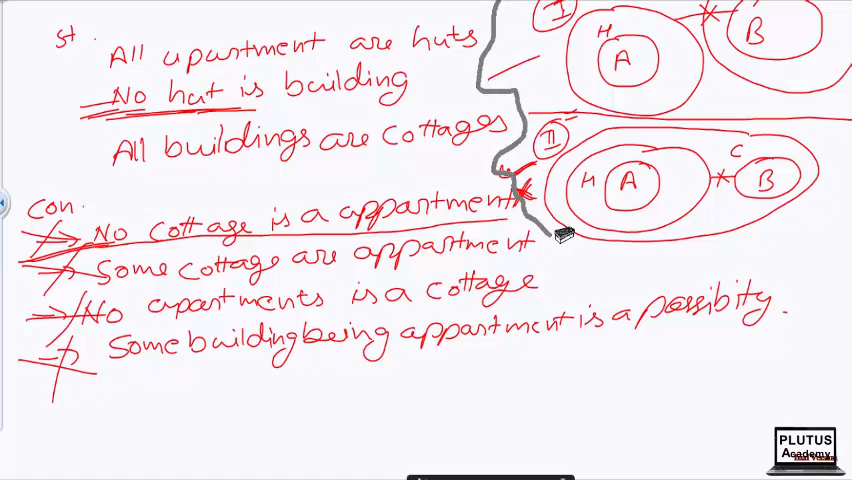 I
st.
All apartment are huts
No hut is building
All buildings are cottages
H
A
B
II
C
H
A
B
con.
No cottage is a appartment
Some cottage are appartment
No apartments is a cottage
Some building being appartment is a possibity.
PLUTUS
Academy